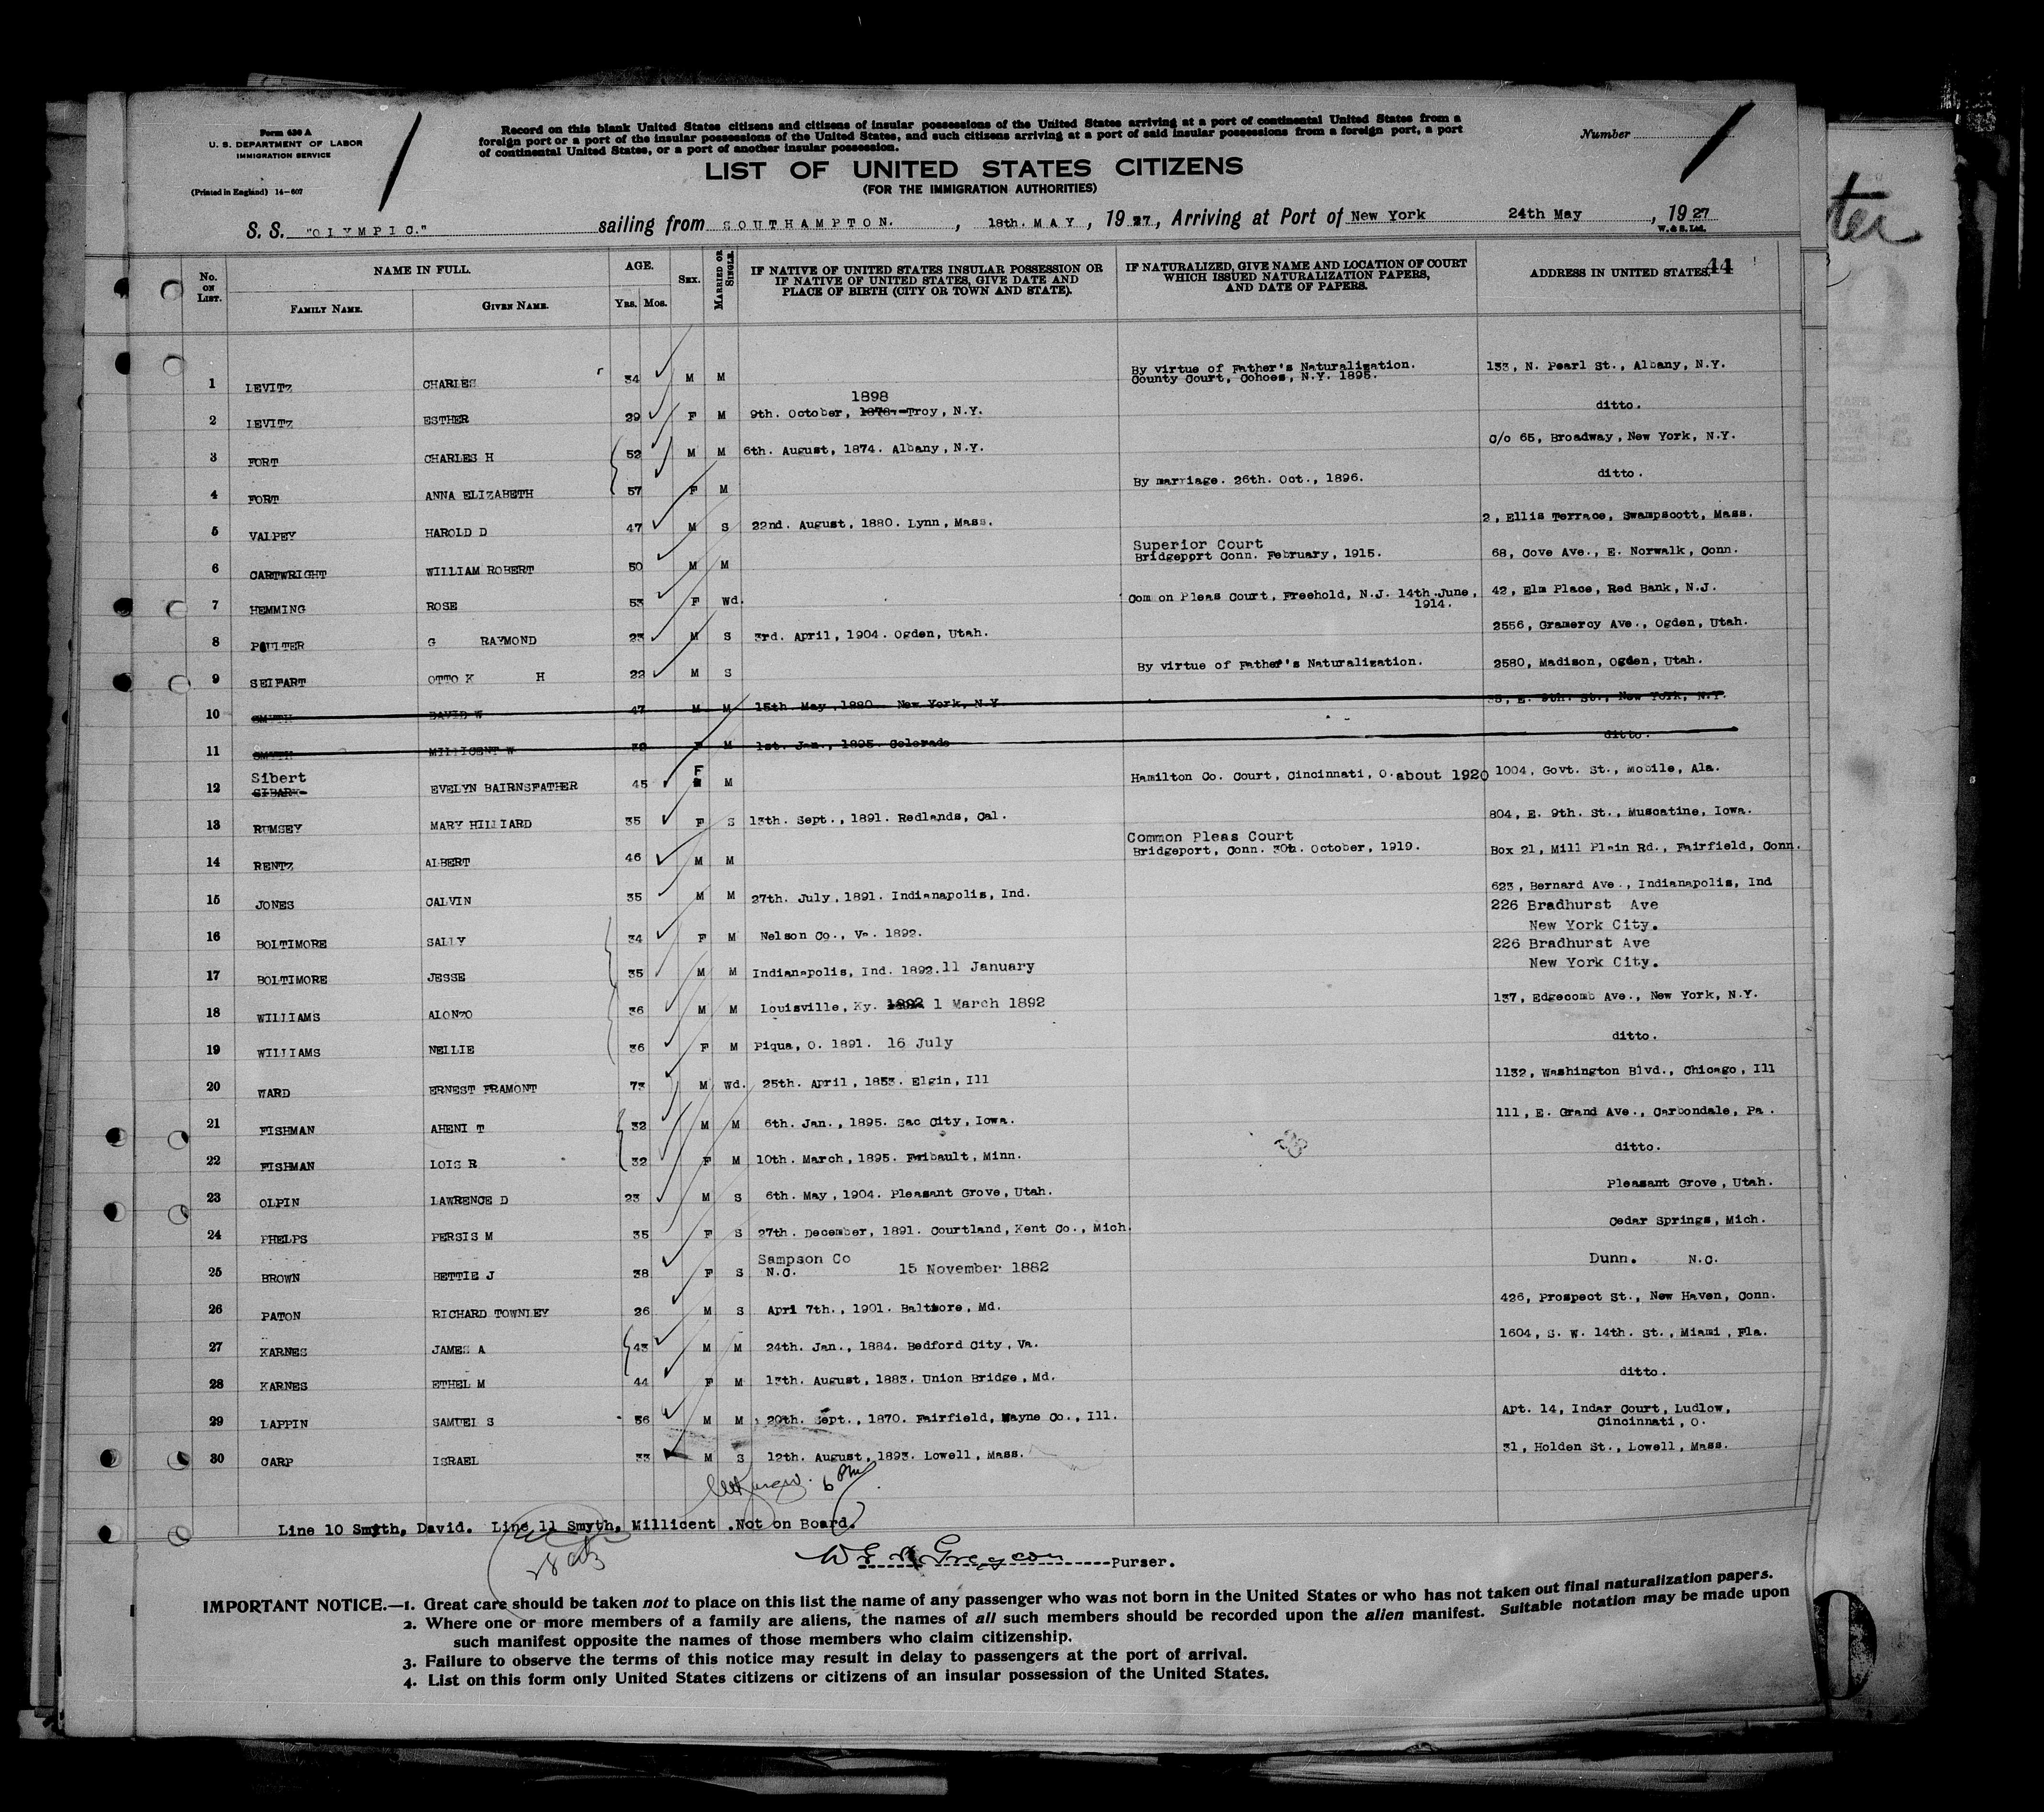 Form 630 A
U. S. DEPARTMENT OF LABOR
IMMIGRATION SERVICE
(Printed in England) 14-607
Record on this blank United States citizens and citizens of insular possessions of the United States arriving at a port of continental United States from a
foreign port or a port of the insular possessions of the United States, and such citizens arriving at a port of said insular possessions from a foreign port, a port
of continental United States, or a port of another insular possession.
Number
LIST OF UNITED STATES CITIZENS
(FOR THE IMMIGRATION AUTHORITIES)
S. S. "OLYMPIC." sailing from SOUTHAMPTON. , 18th. MAY , 1927, Arriving at Port of New York 24th May , 1927
W. & S. Ltd.
No. ON LIST. NAME IN FULL. FAMILY NAME. GIVEN NAME. AGE. YRS. MOS. SEX. MARRIED OR SINGLE. IF NATIVE OF UNITED STATES INSULAR POSSESSION OR IF NATIVE OF UNITED STATES, GIVE DATE AND PLACE OF BIRTH (CITY OR TOWN AND STATE). IF NATURALIZED, GIVE NAME AND LOCATION OF COURT WHICH ISSUED NATURALIZATION PAPERS, AND DATE OF PAPERS. ADDRESS IN UNITED STATES. 44
1 LEVITZ CHARLES 34 M M By virtue of Father's Naturalization. County Court, Cohoes, N.Y. 1895. 133, N. Pearl St., Albany, N.Y.
1898
2 LEVITZ ESTHER 29 F M 9th. October, 1878. Troy, N.Y. ditto.
3 FORT CHARLES H 52 M M 6th. August, 1874. Albany, N.Y. C/o 65, Broadway, New York, N.Y.
4 FORT ANNA ELIZABETH 57 F M By marriage. 26th. Oct., 1896. ditto.
5 VALPEY HAROLD D 47 M S 22nd. August, 1880. Lynn, Mass. 2, Ellis Terrace, Swampscott, Mass.
6 CARTWRIGHT WILLIAM ROBERT 50 M M Superior Court Bridgeport Conn. February, 1915. 68, Cove Ave., E. Norwalk, Conn.
7 HEMMING ROSE 53 F Wd. Common Pleas Court, Freehold, N.J. 14th June, 1914. 42, Elm Place, Red Bank, N.J.
8 POULTER G RAYMOND 23 M S 3rd. April, 1904. Ogden, Utah. 2556, Gramercy Ave., Ogden, Utah.
9 SEIFART OTTO K H 22 M S By virtue of Father's Naturalization. 2580, Madison, Ogden, Utah.
10 SMYTH DAVID W 47 M M 15th May, 1880. New York, N.Y 35, E. 9th. St., New York, N.Y.
11 SMYTH MILLICENT W 32 F M 1st. Jan., 1895. Colorado ditto.
Sibert
12 SIBARY EVELYN BAIRNSFATHER 45 F M Hamilton Co. Court, Cincinnati, O. about 1920 1004, Govt. St., Mobile, Ala.
13 RUMSEY MARY HILLIARD 35 F S 13th. Sept., 1891. Redlands, Cal. 804, E. 9th. St., Muscatine, Iowa.
14 RENTZ ALBERT 46 M M Common Pleas Court Bridgeport, Conn. 30th. October, 1919. Box 21, Mill Plain Rd., Fairfield, Conn.
15 JONES CALVIN 35 M M 27th. July, 1891. Indianapolis, Ind. 623, Bernard Ave., Indianapolis, Ind
16 BOLTIMORE SALLY 34 F M Nelson Co., Va. 1892. 226 Bradhurst Ave New York City.
17 BOLTIMORE JESSE 35 M M Indianapolis, Ind. 1892. 11 January 226 Bradhurst Ave New York City.
18 WILLIAMS ALONZO 36 M M Louisville, Ky. 1892 1 March 1892 137, Edgecomb Ave., New York, N.Y.
19 WILLIAMS NELLIE 36 F M Piqua, O. 1891. 16 July ditto.
20 WARD ERNEST FRAMONT 73 M Wd. 25th. April, 1853. Elgin, Ill 1132, Washington Blvd., Chicago, Ill
21 FISHMAN AHENI T 32 M M 6th. Jan., 1895. Sac City, Iowa. 111, E. Grand Ave., Carbondale, Pa.
22 FISHMAN LOIS R 32 F M 10th. March, 1895. Fribault, Minn. ditto.
23 OLPIN LAWRENCE D 23 M S 6th. May, 1904. Pleasant Grove, Utah. Pleasant Grove, Utah.
24 PHELPS PERSIS M 35 F S 27th. December, 1891. Courtland, Kent Co., Mich. Cedar Springs, Mich.
25 BROWN BETTIE J 38 F S Sampson Co N.C. 15 November 1882 Dunn. N.C.
26 PATON RICHARD TOWNLEY 26 M S Aprl 7th., 1901. Baltmore, Md. 426, Prospect St., New Haven, Conn.
27 KARNES JAMES A 43 M M 24th. Jan., 1884. Bedford City, Va. 1604, S. W. 14th. St., Miami, Fla.
28 KARNES ETHEL M 44 F M 13th. August, 1883. Union Bridge, Md. ditto.
29 LAPPIN SAMUEL S 56 M M 20th. Sept., 1870. Fairfield, Wayne Co., Ill. Apt. 14, Indar Court, Ludlow, Cincinnati, O.
30 CARP ISRAEL 33 M S 12th. August, 1893. Lowell, Mass. 31, Holden St., Lowell, Mass.
Line 10 Smyth, David. Line 11 Smyth, Millicent .Not on Board.
Purser.
IMPORTANT NOTICE.—1. Great care should be taken not to place on this list the name of any passenger who was not born in the United States or who has not taken out final naturalization papers.
2. Where one or more members of a family are aliens, the names of all such members should be recorded upon the alien manifest. Suitable notation may be made upon
such manifest opposite the names of those members who claim citizenship.
3. Failure to observe the terms of this notice may result in delay to passengers at the port of arrival.
4. List on this form only United States citizens or citizens of an insular possession of the United States.